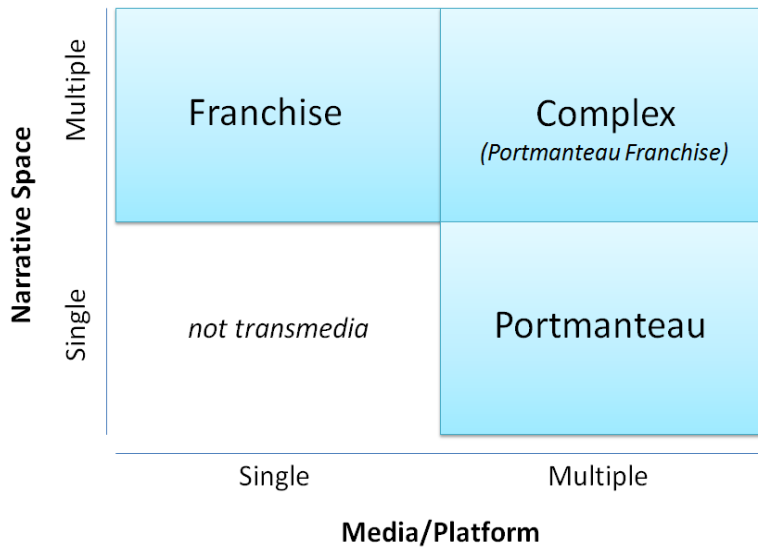 Narrative Space
Multiple
Single
Franchise
Complex
(Portmanteau Franchise)
not transmedia
Portmanteau
Single
Multiple
Media/Platform